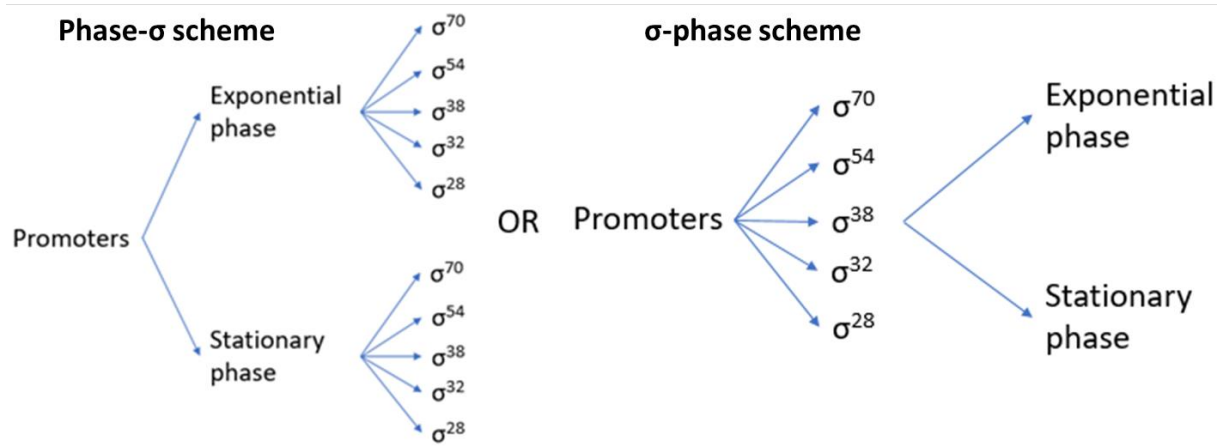 Phase-σ scheme
Exponential
phase
σ⁷⁰
σ⁵⁴
σ³⁸
σ³²
σ²⁸
Promoters
Stationary
phase
σ⁷⁰
σ⁵⁴
σ³⁸
σ³²
σ²⁸
OR
σ-phase scheme
Promoters
σ⁷⁰
σ⁵⁴
σ³⁸
σ³²
σ²⁸
Exponential
phase
Stationary
phase